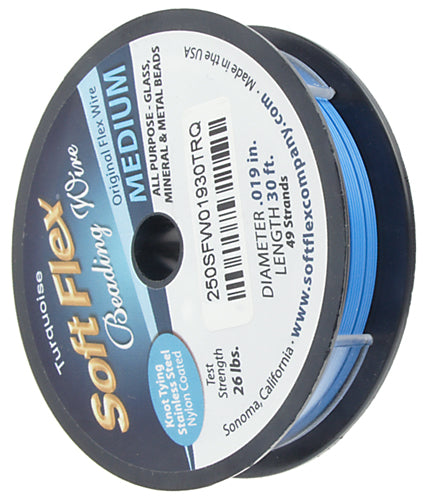 Turquoise
Soft Flex
Beading Wire
Original Flex Wire
MEDIUM
ALL PURPOSE - GLASS,
MINERAL & METAL BEADS
250SFW01930TRQ
DIAMETER .019 in.
LENGTH 30 ft.
49 Strands
Knot Tying
Stainless Steel
Nylon Coated
Test
Strength
26 lbs.
Sonoma, California • www.softflexcompany.com • Made in the USA